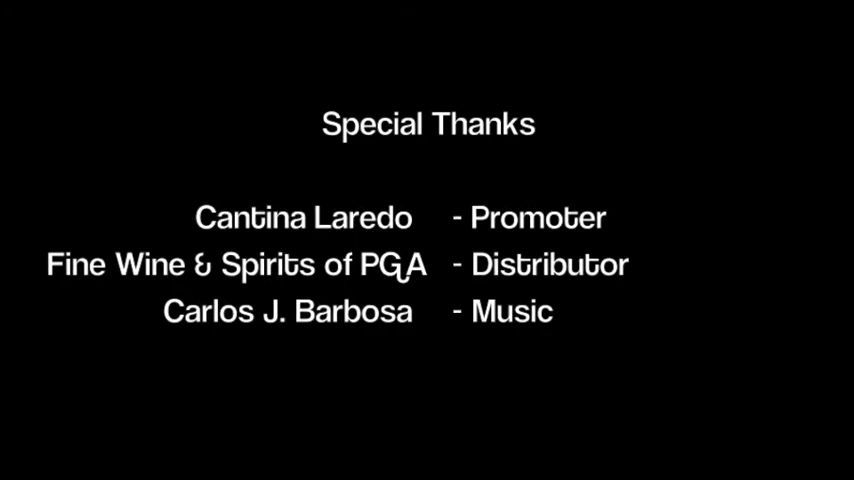 Special Thanks
Cantina Laredo - Promoter
Fine Wine & Spirits of PGA - Distributor
Carlos J. Barbosa - Music